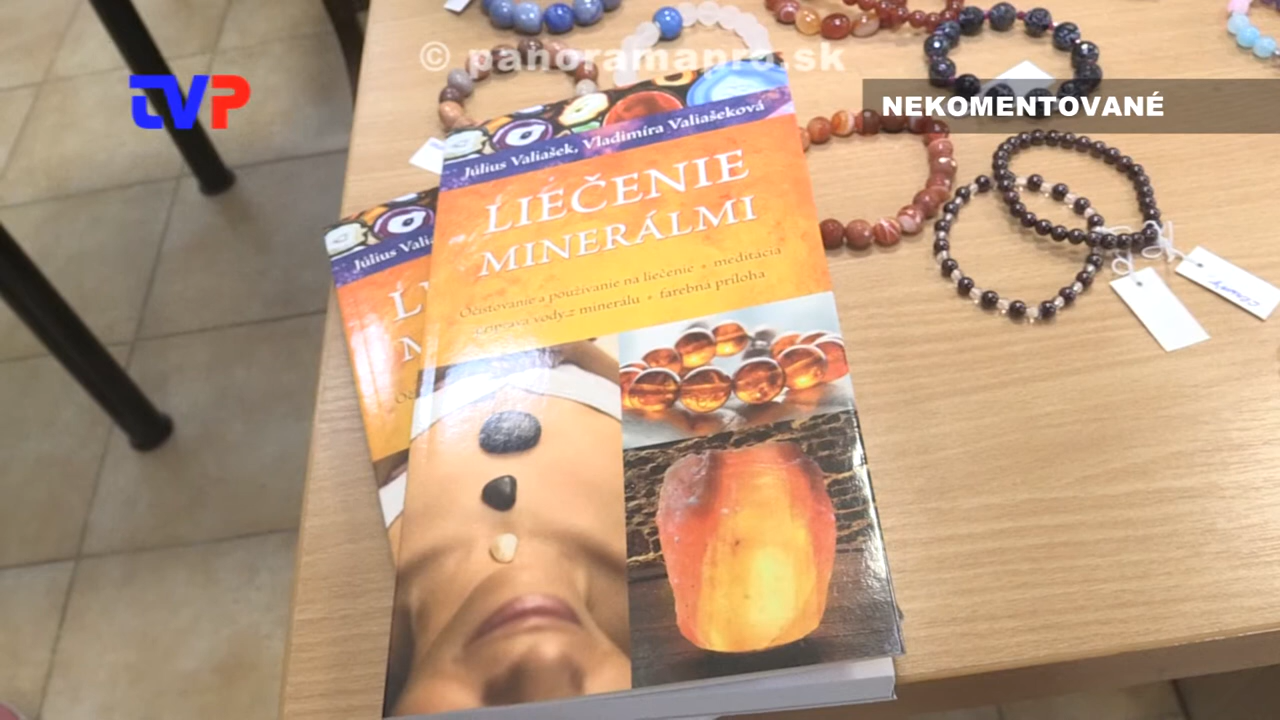 © panoramapro.sk
TVP
NEKOMENTOVANÉ
Július Valiašek, Vladimíra Valiašeková
LIEČENIE
MINERÁLMI
Očisťovanie a používanie na liečenie • meditácia
príprava vody z minerálu • farebná príloha
Július Valia